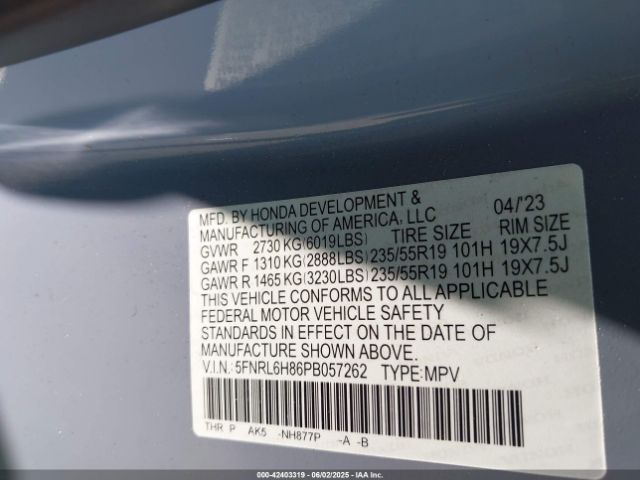 MFD. BY HONDA DEVELOPMENT & 04/'23
MANUFACTURING OF AMERICA, LLC
GVWR 2730 KG(6019LBS) TIRE SIZE RIM SIZE
GAWR F 1310 KG(2888LBS) 235/55R19 101H 19X7.5J
GAWR R 1465 KG(3230LBS) 235/55R19 101H 19X7.5J
THIS VEHICLE CONFORMS TO ALL APPLICABLE
FEDERAL MOTOR VEHICLE SAFETY
STANDARDS IN EFFECT ON THE DATE OF
MANUFACTURE SHOWN ABOVE.
V.I.N: 5FNRL6H86PB057262 TYPE:MPV
THR P AK5 -NH877P -A -B
000-42403319 | 06/02/2025 - IAAI.COM